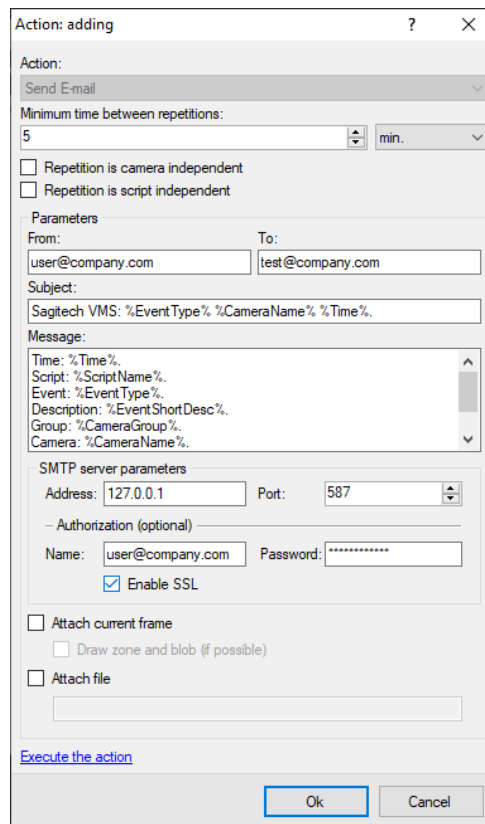 Action: adding ? ×
Action:
Send E-mail
Minimum time between repetitions:
5 min.
Repetition is camera independent
Repetition is script independent
Parameters
From: To:
user@company.com test@company.com
Subject:
Sagitech VMS: %EventType% %CameraName% %Time%.
Message:
Time: %Time%.
Script: %ScriptName%.
Event: %EventType%.
Description: %EventShortDesc%.
Group: %CameraGroup%.
Camera: %CameraName%.
SMTP server parameters
Address: 127.0.0.1 Port: 587
Authorization (optional)
Name: user@company.com Password: ************
Enable SSL
Attach current frame
Draw zone and blob (if possible)
Attach file
Execute the action
Ok Cancel